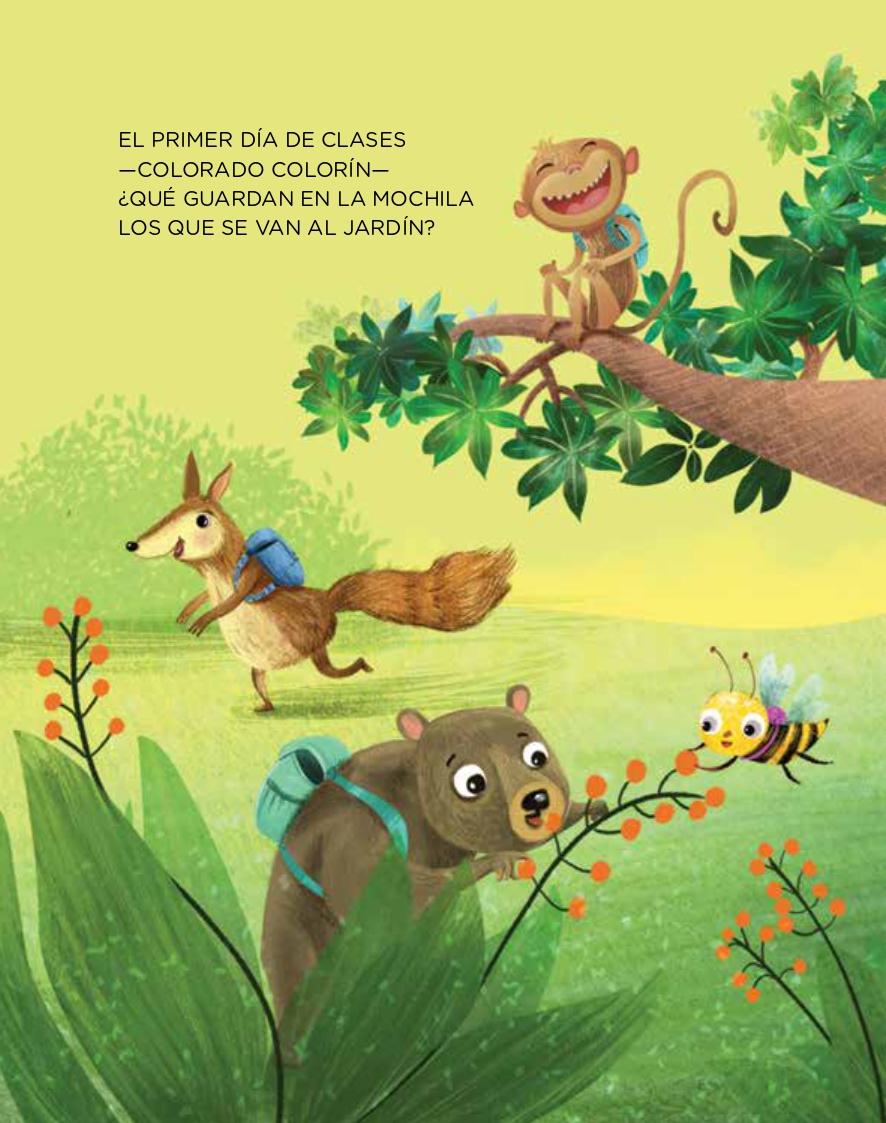 EL PRIMER DÍA DE CLASES
—COLORADO COLORÍN—
¿QUÉ GUARDAN EN LA MOCHILA
LOS QUE SE VAN AL JARDÍN?